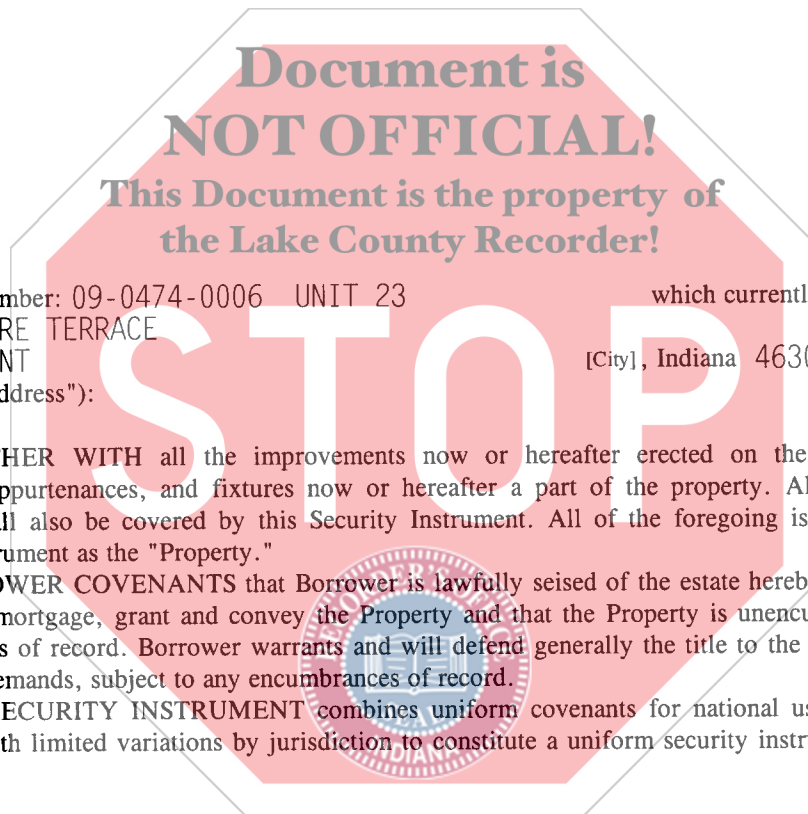 Document is
NOT OFFICIAL!
This Document is the property of
the Lake County Recorder!
mber: 09-0474-0006 UNIT 23 which currentl
RE TERRACE
NT [City], Indiana 4630
ddress"):
STOP
HER WITH all the improvements now or hereafter erected on the
ppurtenances, and fixtures now or hereafter a part of the property. Al
ll also be covered by this Security Instrument. All of the foregoing is
rument as the "Property."
OWER COVENANTS that Borrower is lawfully seised of the estate hereb
mortgage, grant and convey the Property and that the Property is unencu
s of record. Borrower warrants and will defend generally the title to the
emands, subject to any encumbrances of record.
ECURITY INSTRUMENT combines uniform covenants for national us
th limited variations by jurisdiction to constitute a uniform security instr
RECORDER'S OFFICE
SEAL
INDIANA